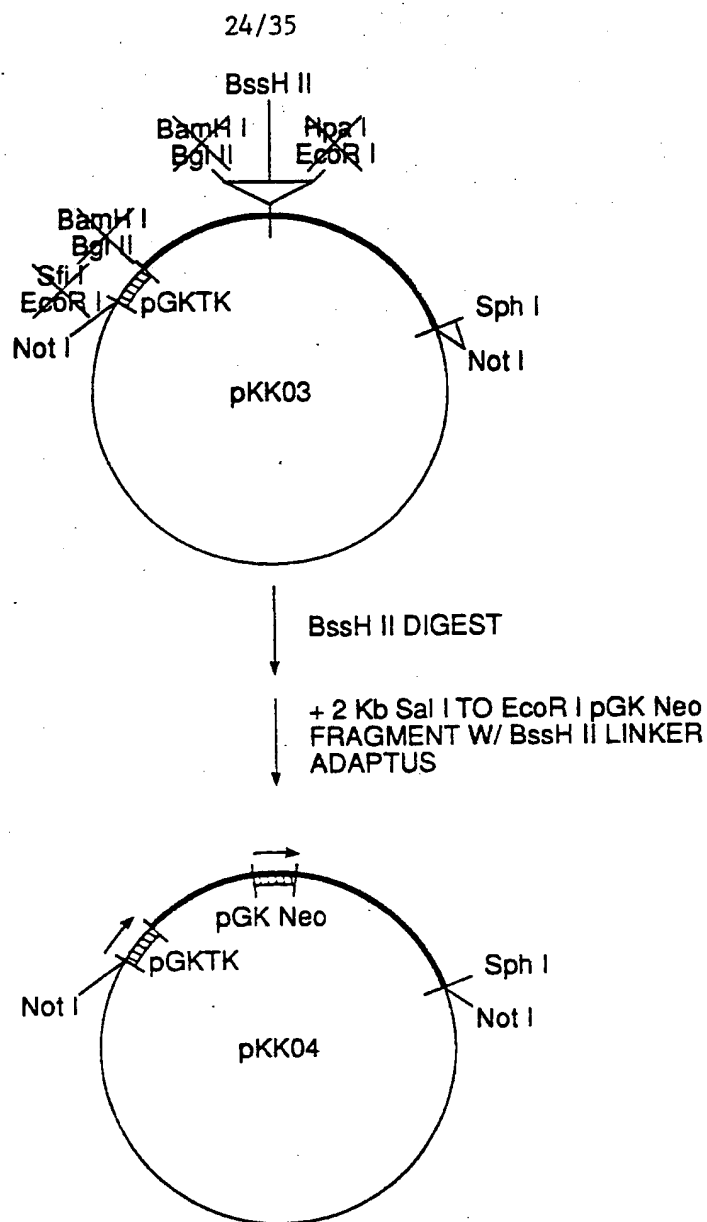 24/35
BssH II
BamH I
Bgl II
Hpa I
EcoR I
BamH I
Bgl II
Sfi I
EcoR I
pGKTK
Not I
Sph I
Not I
pKK03
BssH II DIGEST
+ 2 Kb Sal I TO EcoR I pGK Neo
FRAGMENT W/ BssH II LINKER
ADAPTUS
pGK Neo
pGKTK
Not I
Sph I
Not I
pKK04